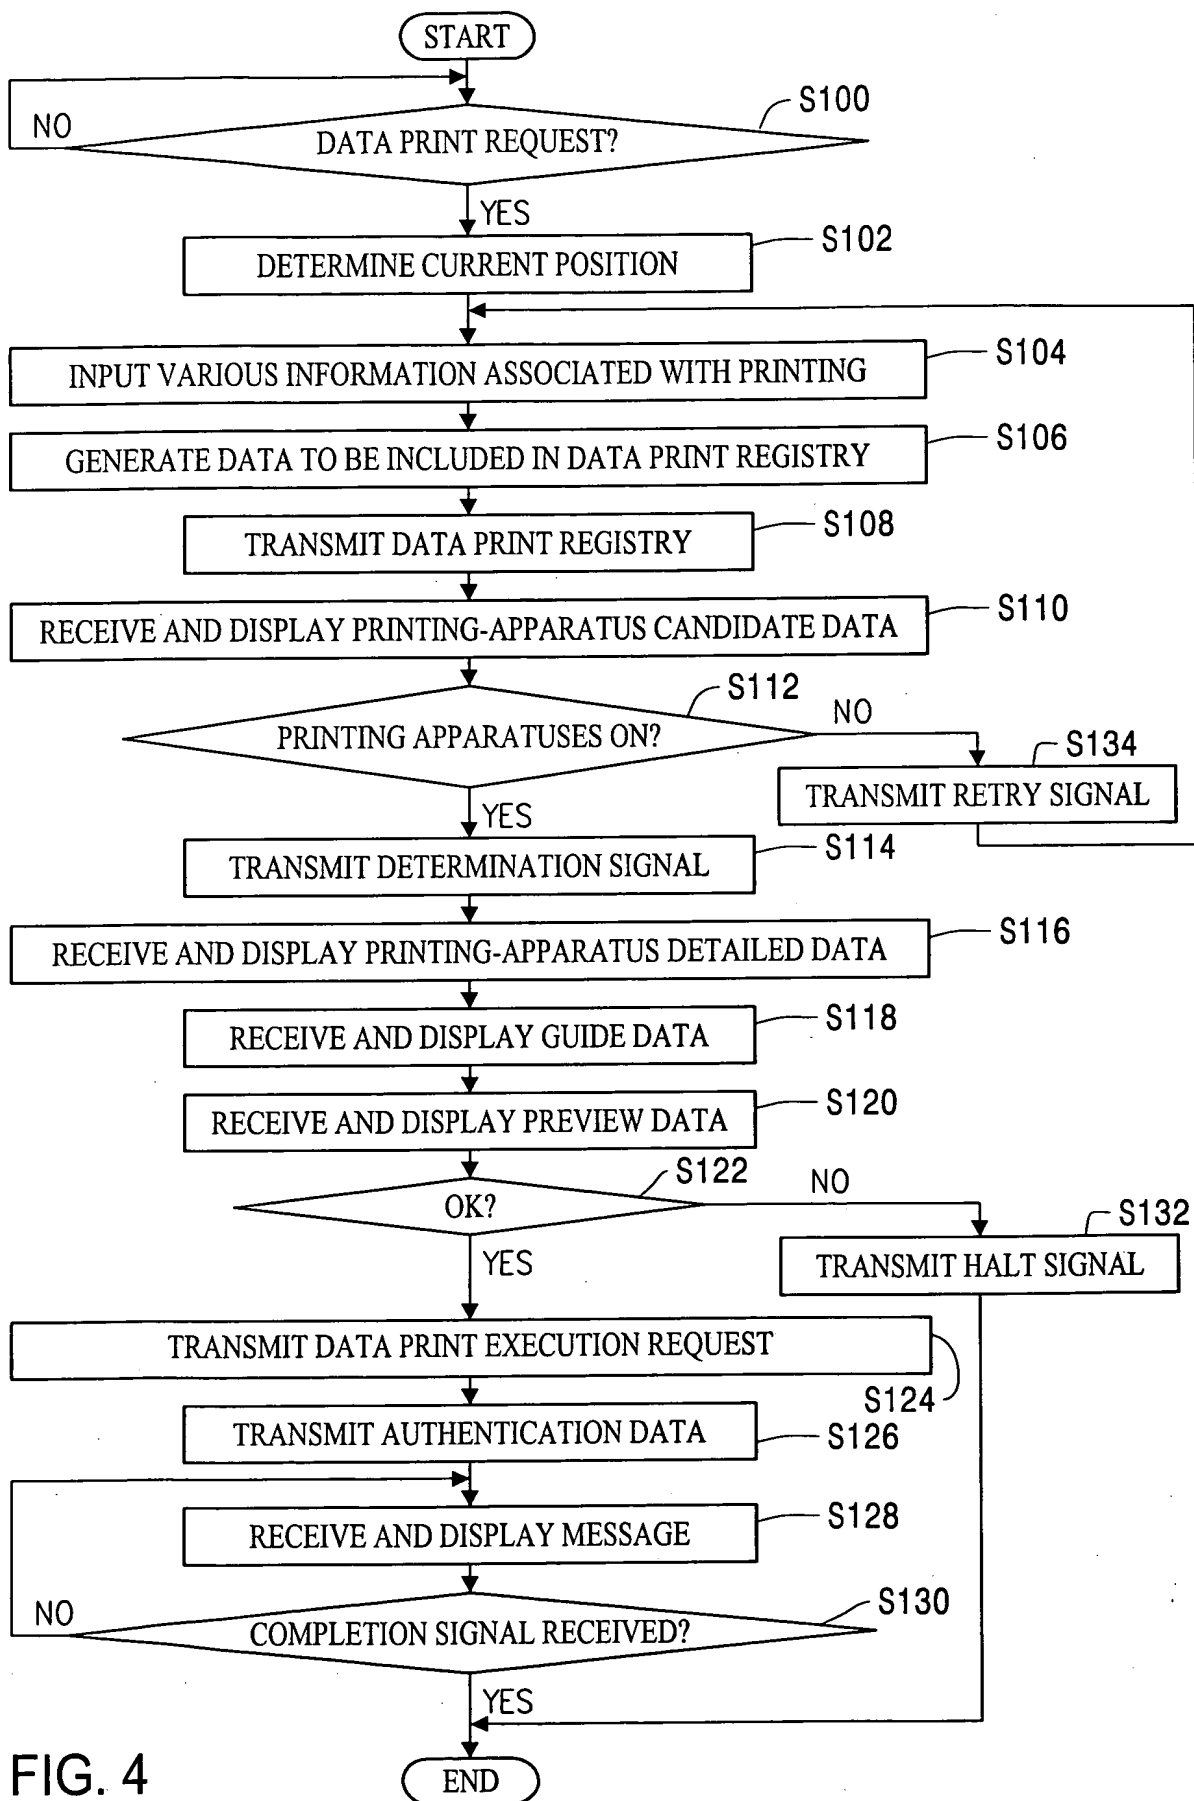 START
S100
NO
DATA PRINT REQUEST?
YES
S102
DETERMINE CURRENT POSITION
S104
INPUT VARIOUS INFORMATION ASSOCIATED WITH PRINTING
S106
GENERATE DATA TO BE INCLUDED IN DATA PRINT REGISTRY
S108
TRANSMIT DATA PRINT REGISTRY
S110
RECEIVE AND DISPLAY PRINTING-APPARATUS CANDIDATE DATA
S112
NO
PRINTING APPARATUSES ON?
S134
TRANSMIT RETRY SIGNAL
YES
S114
TRANSMIT DETERMINATION SIGNAL
S116
RECEIVE AND DISPLAY PRINTING-APPARATUS DETAILED DATA
S118
RECEIVE AND DISPLAY GUIDE DATA
S120
RECEIVE AND DISPLAY PREVIEW DATA
S122
NO
OK?
S132
YES
TRANSMIT HALT SIGNAL
TRANSMIT DATA PRINT EXECUTION REQUEST
S124
TRANSMIT AUTHENTICATION DATA
S126
S128
RECEIVE AND DISPLAY MESSAGE
S130
NO
COMPLETION SIGNAL RECEIVED?
YES
FIG. 4
END